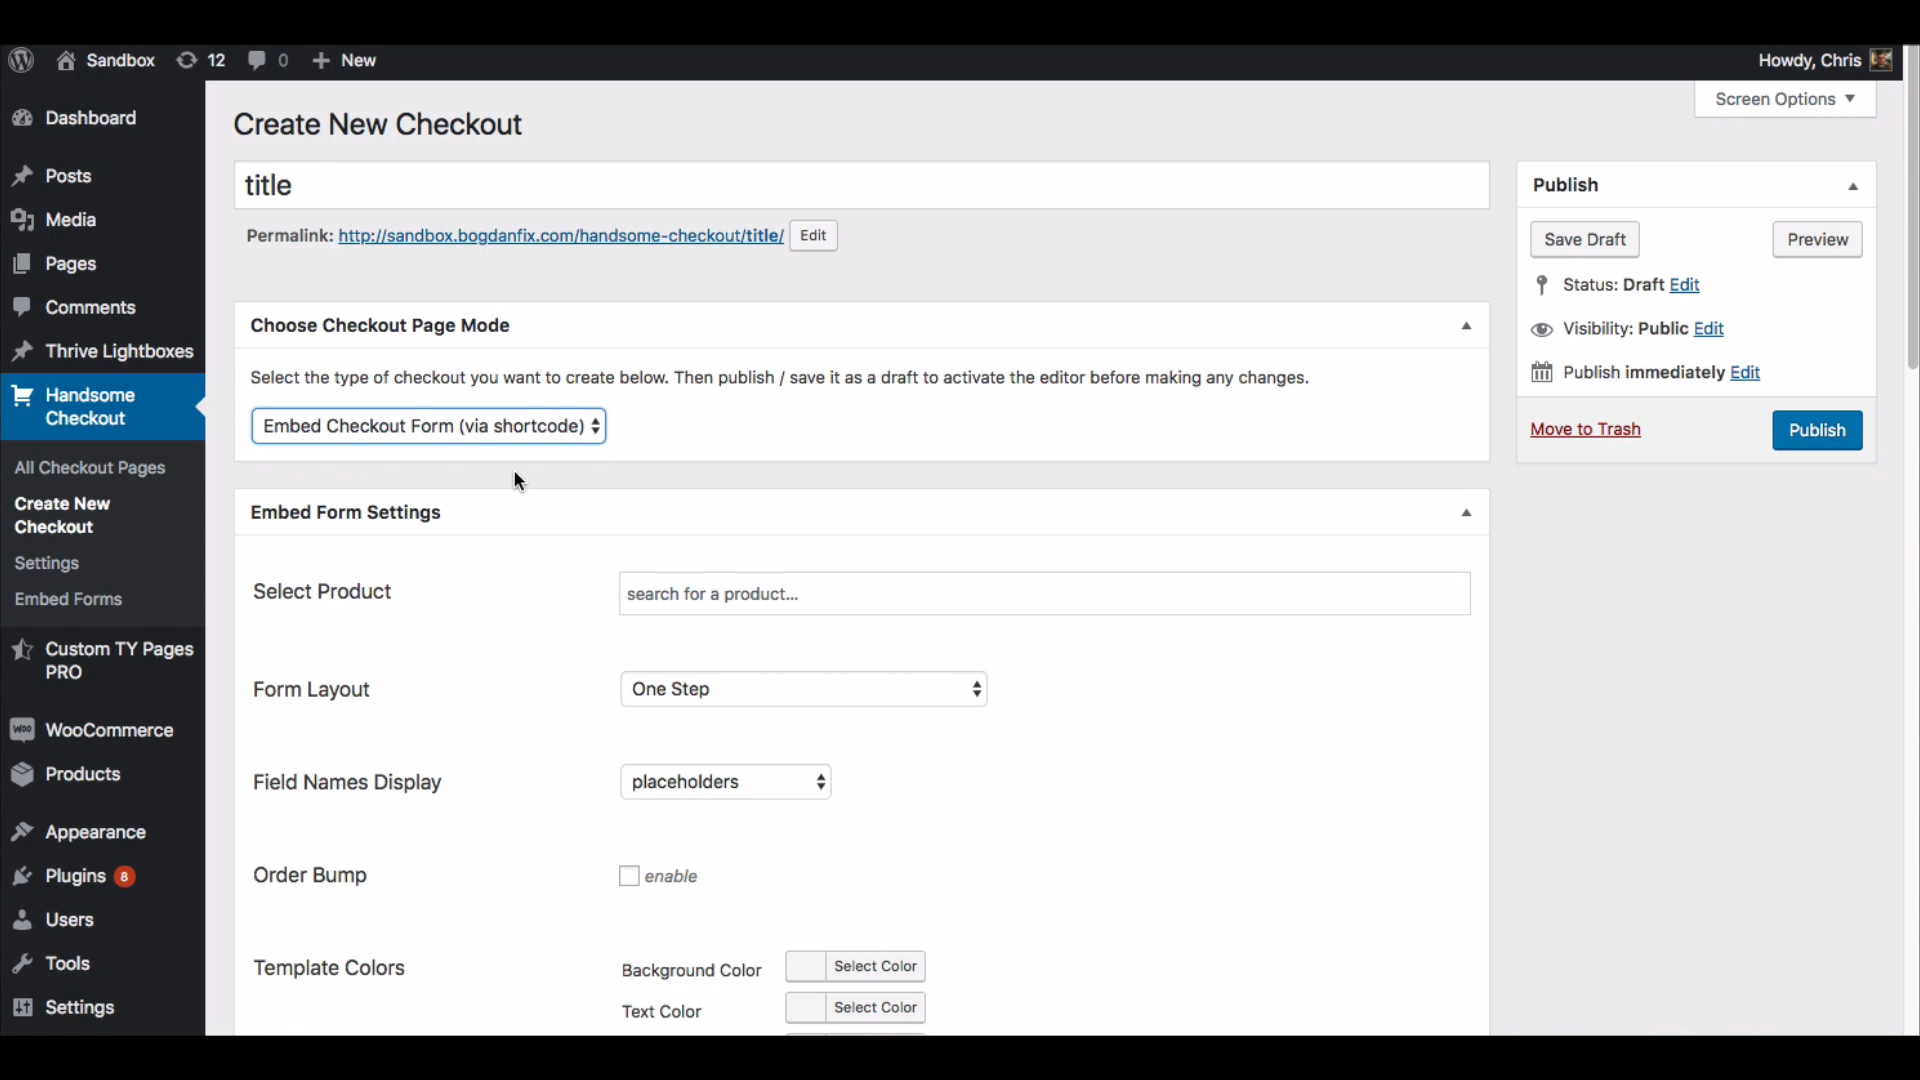 Sandbox 12 0 New
Howdy, Chris
Screen Options
Dashboard
Posts
Media
Pages
Comments
Thrive Lightboxes
Handsome
Checkout
All Checkout Pages
Create New
Checkout
Settings
Embed Forms
Custom TY Pages
PRO
WooCommerce
Products
Appearance
Plugins 8
Users
Tools
Settings
Create New Checkout
title
Permalink: http://sandbox.bogdanfix.com/handsome-checkout/title/ Edit
Choose Checkout Page Mode
Select the type of checkout you want to create below. Then publish / save it as a draft to activate the editor before making any changes.
Embed Checkout Form (via shortcode)
Embed Form Settings
Select Product search for a product...
Form Layout One Step
Field Names Display placeholders
Order Bump enable
Template Colors Background Color Select Color
Text Color Select Color
Publish
Save Draft Preview
Status: Draft Edit
Visibility: Public Edit
Publish immediately Edit
Move to Trash Publish